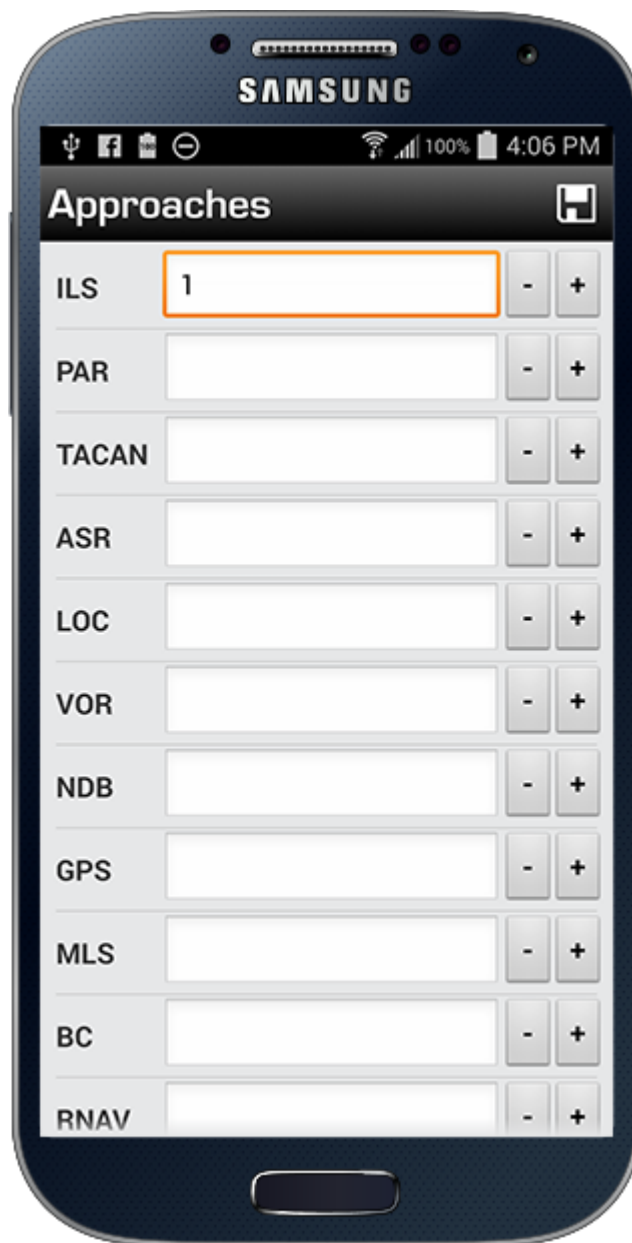 SAMSUNG
100% 4:06 PM
Approaches
ILS 1 - +
PAR - +
TACAN - +
ASR - +
LOC - +
VOR - +
NDB - +
GPS - +
MLS - +
BC - +
RNAV - +